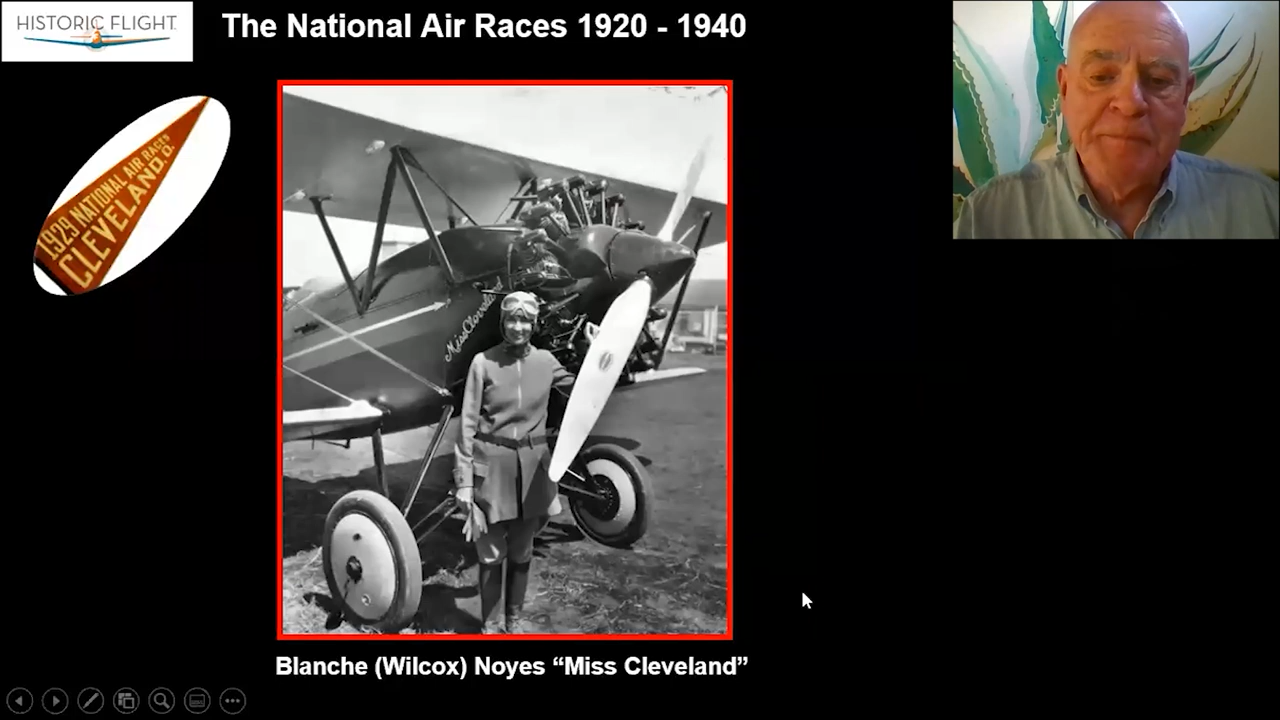 HISTORIC FLIGHT
The National Air Races 1920 - 1940
1929 NATIONAL AIR RACES
CLEVELAND.O.
Miss Cleveland
Blanche (Wilcox) Noyes “Miss Cleveland”